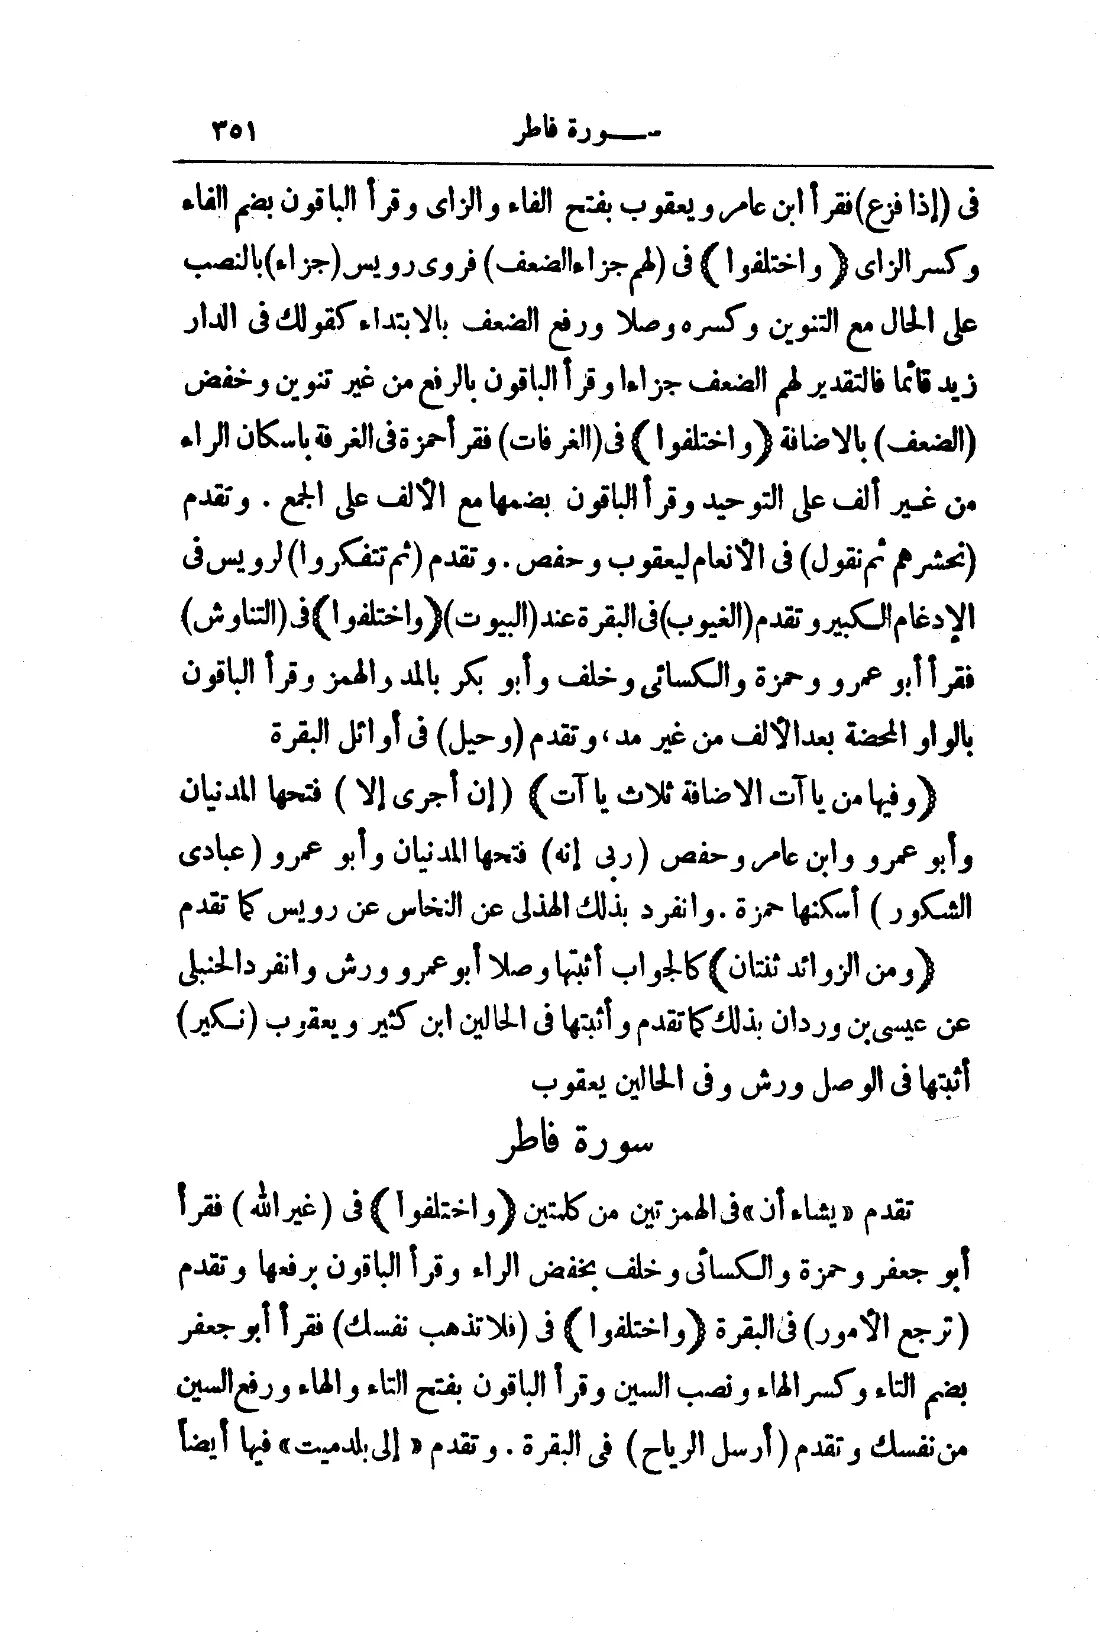 سورة فاطر ٣٥١
فى (إذا فزع) فقرأ ابن عامر ويعقوب بفتح الفاء والزاى وقرأ الباقون بضم الفاء
وكسر الزاى ﴿واختلفوا﴾ فى (لهم جزاء الضعف) فروى رويس (جزاء) بالنصب
على الحال مع التنوين وكسره وصلا ورفع الضعف بالابتداء كقولك فى الدار
زيد قائما فالتقدير لهم الضعف جزاءا وقرأ الباقون بالرفع من غير تنوين وخفض
(الضعف) بالاضافة ﴿واختلفوا﴾ فى (الغرفات) فقرأ حمزة فى الغرفة باسكان الراء
من غير ألف على التوحيد وقرأ الباقون بضمها مع الألف على الجمع . وتقدم
(نحشرهم ثم نقول) فى الأنعام ليعقوب وحفص . وتقدم (ثم تتفكروا) لرويس فى
الإدغام الكبير وتقدم (الغيوب) فى البقرة عند (البيوت) ﴿واختلفوا﴾ فى (التناوش)
فقرأ أبو عمرو وحمزة والكسائى وخلف وأبو بكر بالمد والهمز وقرأ الباقون
بالواو المحضة بعد الألف من غير مد، وتقدم (وحيل) فى أوائل البقرة
﴿وفيها من ياآت الاضافة ثلاث ياآت﴾ (إن أجرى إلا) فتحها المدنيان
وأبو عمرو وابن عامر وحفص (ربى إنه) فتحها المدنيان وأبو عمرو (عبادى
الشكور) أسكنها حمزة . وانفرد بذلك الهذلى عن النخاس عن رويس كما تقدم
﴿ومن الزوائد ثنتان﴾ كالجواب أثبتها وصلا أبو عمرو وورش وانفرد الحنبلى
عن عيسى بن وردان بذلك كما تقدم وأثبتها فى الحالين ابن كثير ويعقوب (نكير)
أثبتها فى الوصل ورش وفى الحالين يعقوب
سورة فاطر
تقدم «يشاء أن» فى الهمزتين من كلمتين ﴿واختلفوا﴾ فى (غير الله) فقرأ
أبو جعفر وحمزة والكسائى وخلف بخفض الراء وقرأ الباقون برفعها وتقدم
(ترجع الأمور) فى البقرة ﴿واختلفوا﴾ فى (فلا تذهب نفسك) فقرأ أبو جعفر
بضم التاء وكسر الهاء ونصب السين وقرأ الباقون بفتح التاء والهاء ورفع السين
من نفسك وتقدم (أرسل الرياح) فى البقرة . وتقدم «إلى بلد ميت» فيها أيضاً